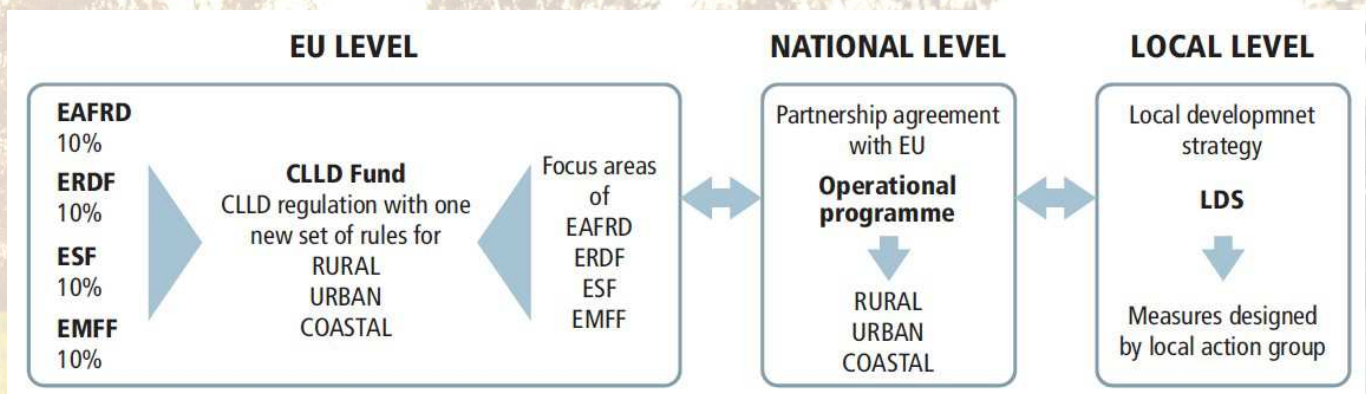 EU LEVEL
EAFRD
10%
ERDF
10%
ESF
10%
EMFF
10%
CLLD Fund
CLLD regulation with one
new set of rules for
RURAL
URBAN
COASTAL
Focus areas
of
EAFRD
ERDF
ESF
EMFF
NATIONAL LEVEL
Partnership agreement
with EU
Operational
programme
RURAL
URBAN
COASTAL
LOCAL LEVEL
Local developmnet
strategy
LDS
Measures designed
by local action group